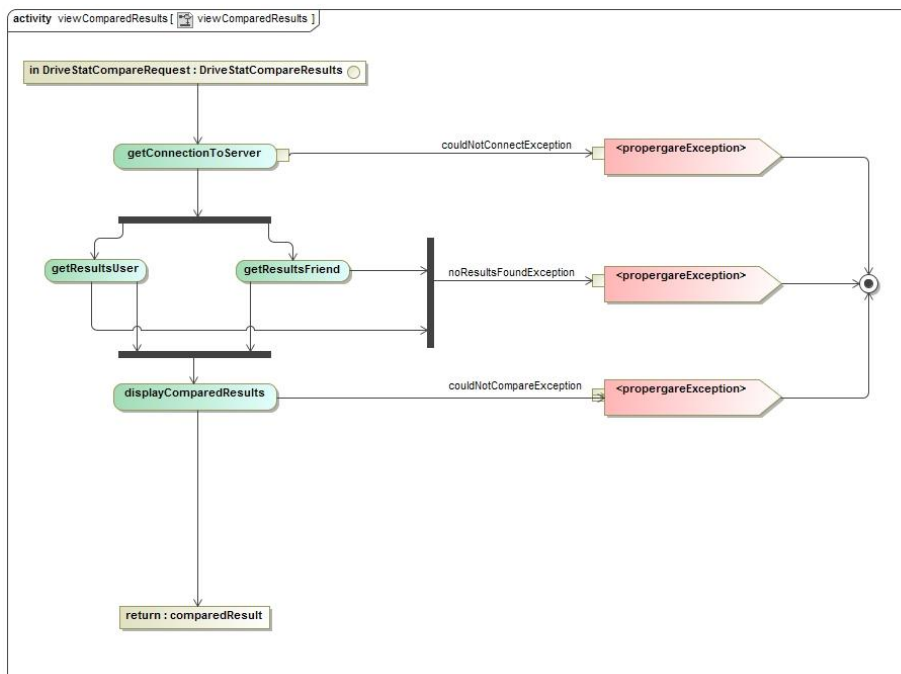 activity viewComparedResults [ viewComparedResults ]
in DriveStatCompareRequest : DriveStatCompareResults
getConnectionToServer
couldNotConnectException
<propergareException>
getResultsUser
getResultsFriend
noResultsFoundException
<propergareException>
displayComparedResults
couldNotCompareException
<propergareException>
return : comparedResult